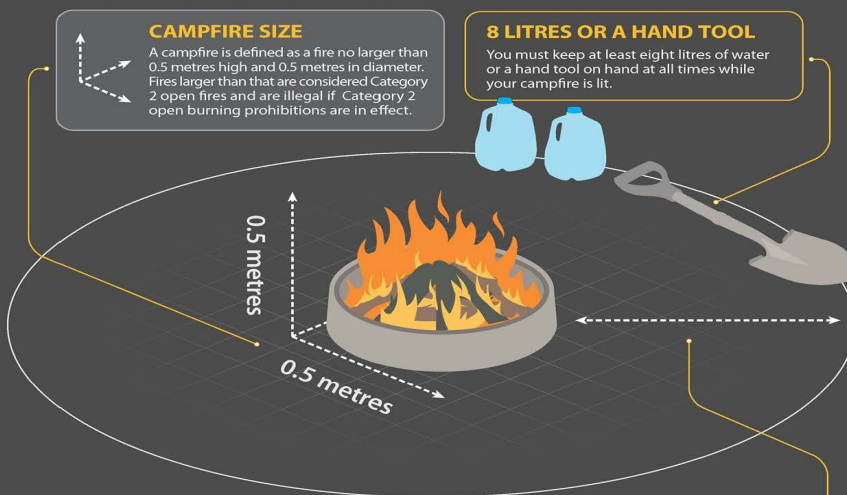 CAMPFIRE SIZE
A campfire is defined as a fire no larger than
0.5 metres high and 0.5 metres in diameter.
Fires larger than that are considered Category
2 open fires and are illegal if Category 2
open burning prohibitions are in effect.
8 LITRES OR A HAND TOOL
You must keep at least eight litres of water
or a hand tool on hand at all times while
your campfire is lit.
0.5 metres
0.5 metres